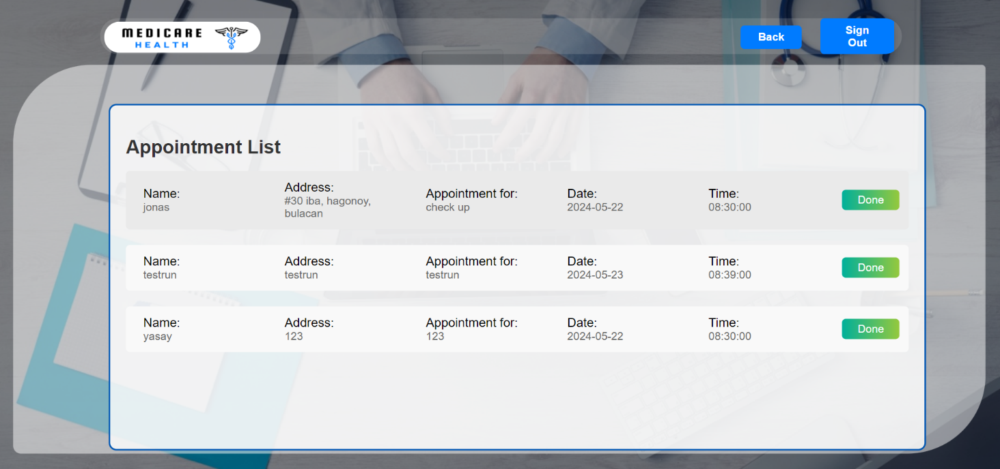 MEDICARE
HEALTH
Back
Sign
Out
Appointment List
Name:
jonas
Address:
#30 iba, hagonoy,
bulacan
Appointment for:
check up
Date:
2024-05-22
Time:
08:30:00
Done
Name:
testrun
Address:
testrun
Appointment for:
testrun
Date:
2024-05-23
Time:
08:39:00
Done
Name:
yasay
Address:
123
Appointment for:
123
Date:
2024-05-22
Time:
08:30:00
Done